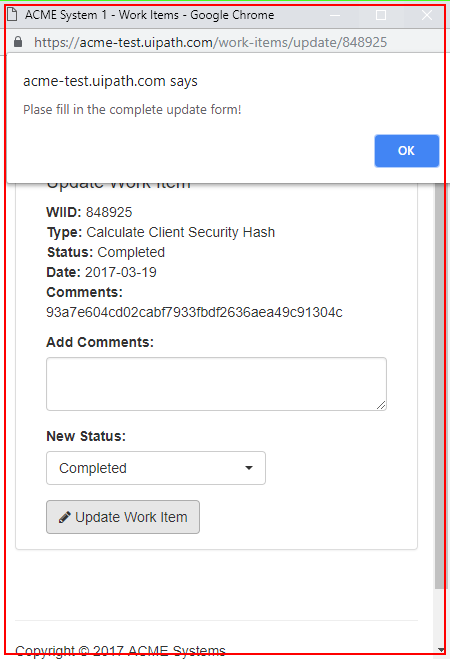 ACME System 1 - Work Items - Google Chrome
https://acme-test.uipath.com/work-items/update/848925
acme-test.uipath.com says
Plase fill in the complete update form!
OK
Update Work Item
WIID: 848925
Type: Calculate Client Security Hash
Status: Completed
Date: 2017-03-19
Comments:
93a7e604cd02cabf7933fbdf2636aea49c91304c
Add Comments:
New Status:
Completed
Update Work Item
Copyright © 2017 ACME Systems